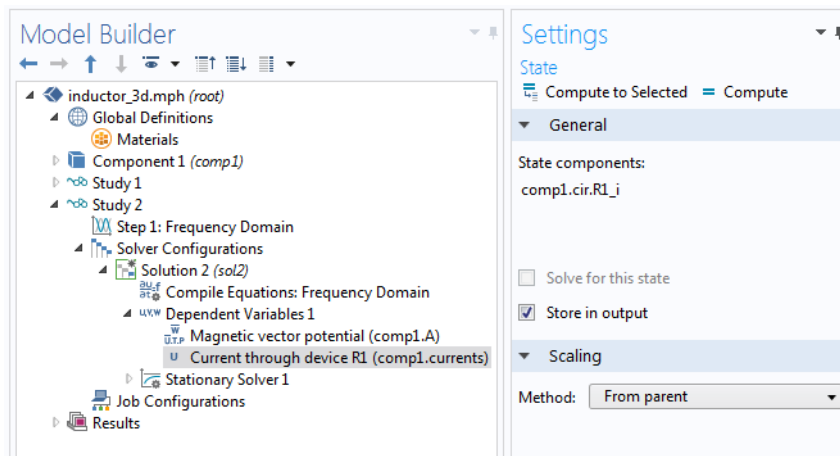 Model Builder
inductor_3d.mph (root)
Global Definitions
Materials
Component 1 (comp1)
Study 1
Study 2
Step 1: Frequency Domain
Solver Configurations
Solution 2 (sol2)
Compile Equations: Frequency Domain
Dependent Variables 1
Magnetic vector potential (comp1.A)
Current through device R1 (comp1.currents)
Stationary Solver 1
Job Configurations
Results
Settings
State
Compute to Selected = Compute
General
State components:
comp1.cir.R1_i
Solve for this state
Store in output
Scaling
Method: From parent